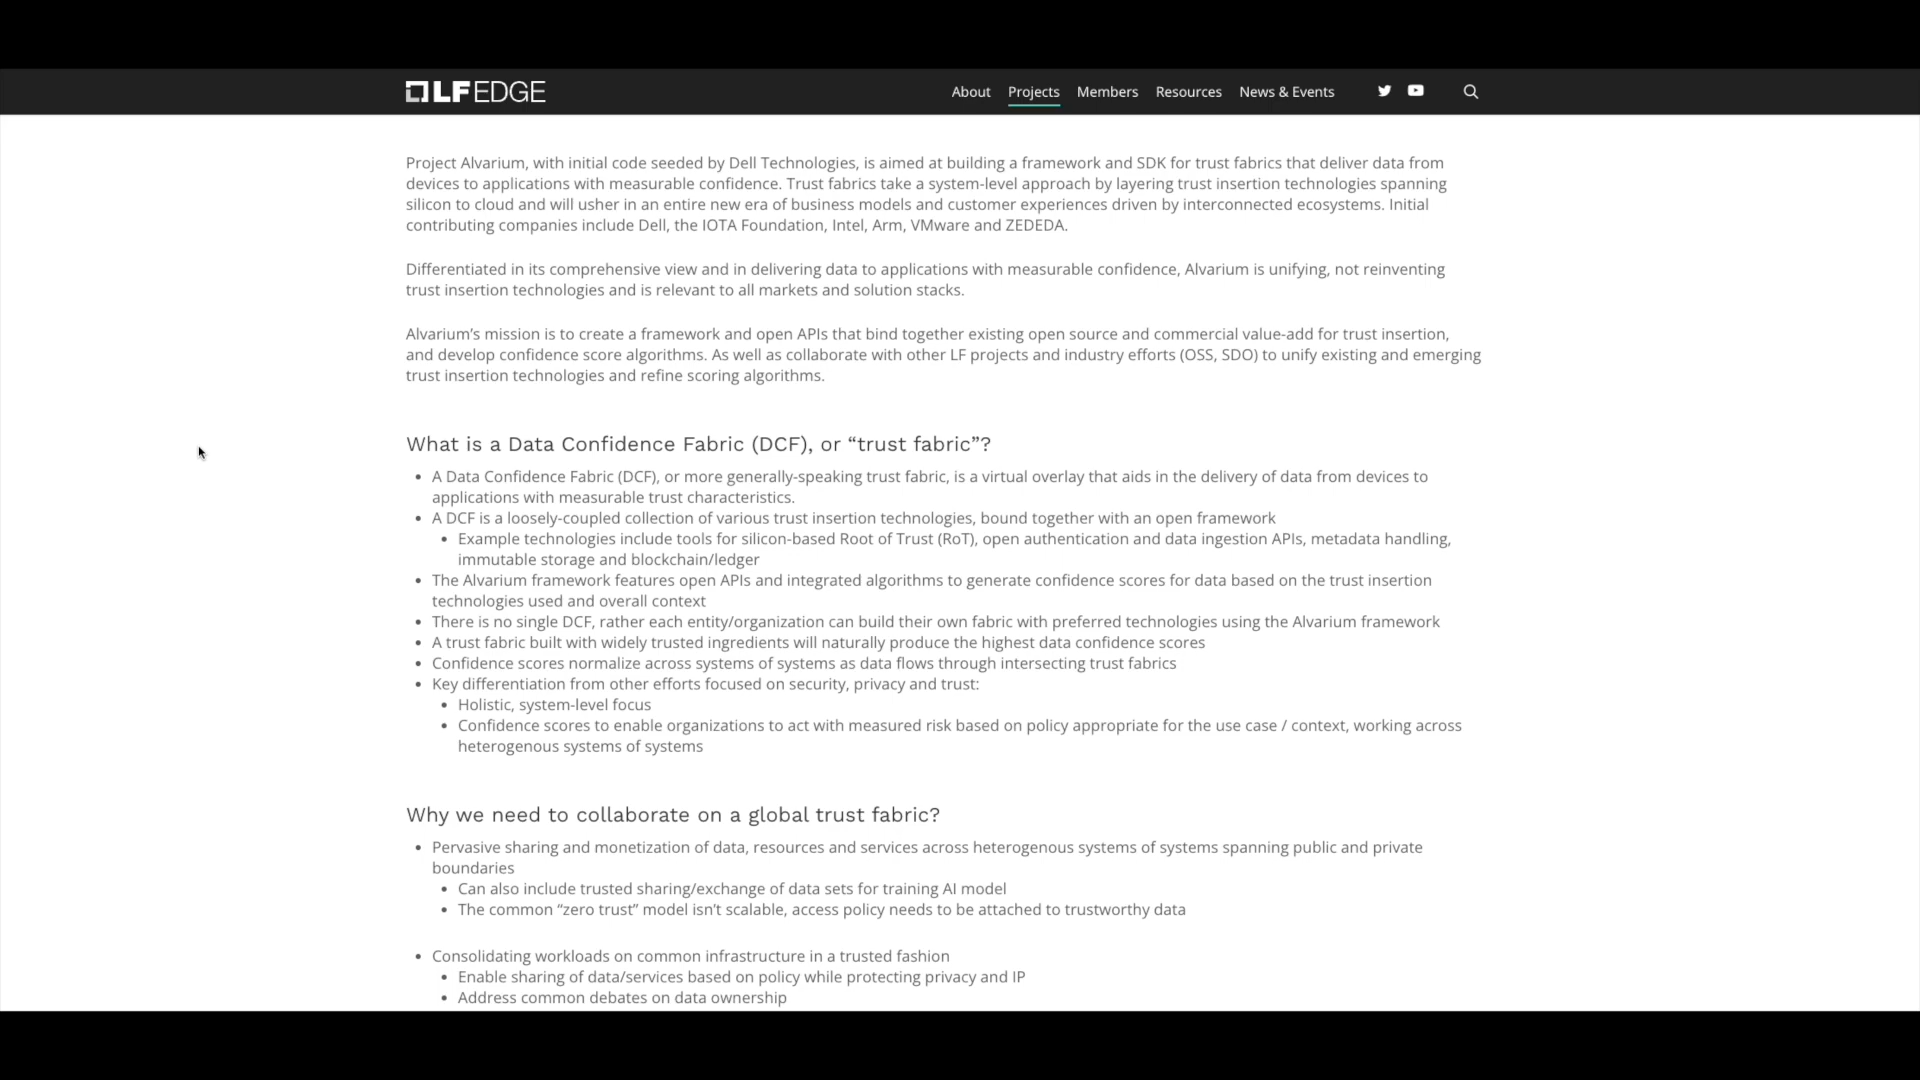 LF EDGE
About Projects Members Resources News & Events
Project Alvarium, with initial code seeded by Dell Technologies, is aimed at building a framework and SDK for trust fabrics that deliver data from
devices to applications with measurable confidence. Trust fabrics take a system-level approach by layering trust insertion technologies spanning
silicon to cloud and will usher in an entire new era of business models and customer experiences driven by interconnected ecosystems. Initial
contributing companies include Dell, the IOTA Foundation, Intel, Arm, VMware and ZEDEDA.
Differentiated in its comprehensive view and in delivering data to applications with measurable confidence, Alvarium is unifying, not reinventing
trust insertion technologies and is relevant to all markets and solution stacks.
Alvarium’s mission is to create a framework and open APIs that bind together existing open source and commercial value-add for trust insertion,
and develop confidence score algorithms. As well as collaborate with other LF projects and industry efforts (OSS, SDO) to unify existing and emerging
trust insertion technologies and refine scoring algorithms.
What is a Data Confidence Fabric (DCF), or “trust fabric”?
• A Data Confidence Fabric (DCF), or more generally-speaking trust fabric, is a virtual overlay that aids in the delivery of data from devices to
applications with measurable trust characteristics.
• A DCF is a loosely-coupled collection of various trust insertion technologies, bound together with an open framework
• Example technologies include tools for silicon-based Root of Trust (RoT), open authentication and data ingestion APIs, metadata handling,
immutable storage and blockchain/ledger
• The Alvarium framework features open APIs and integrated algorithms to generate confidence scores for data based on the trust insertion
technologies used and overall context
• There is no single DCF, rather each entity/organization can build their own fabric with preferred technologies using the Alvarium framework
• A trust fabric built with widely trusted ingredients will naturally produce the highest data confidence scores
• Confidence scores normalize across systems of systems as data flows through intersecting trust fabrics
• Key differentiation from other efforts focused on security, privacy and trust:
• Holistic, system-level focus
• Confidence scores to enable organizations to act with measured risk based on policy appropriate for the use case / context, working across
heterogenous systems of systems
Why we need to collaborate on a global trust fabric?
• Pervasive sharing and monetization of data, resources and services across heterogenous systems of systems spanning public and private
boundaries
• Can also include trusted sharing/exchange of data sets for training AI model
• The common “zero trust” model isn’t scalable, access policy needs to be attached to trustworthy data
• Consolidating workloads on common infrastructure in a trusted fashion
• Enable sharing of data/services based on policy while protecting privacy and IP
• Address common debates on data ownership